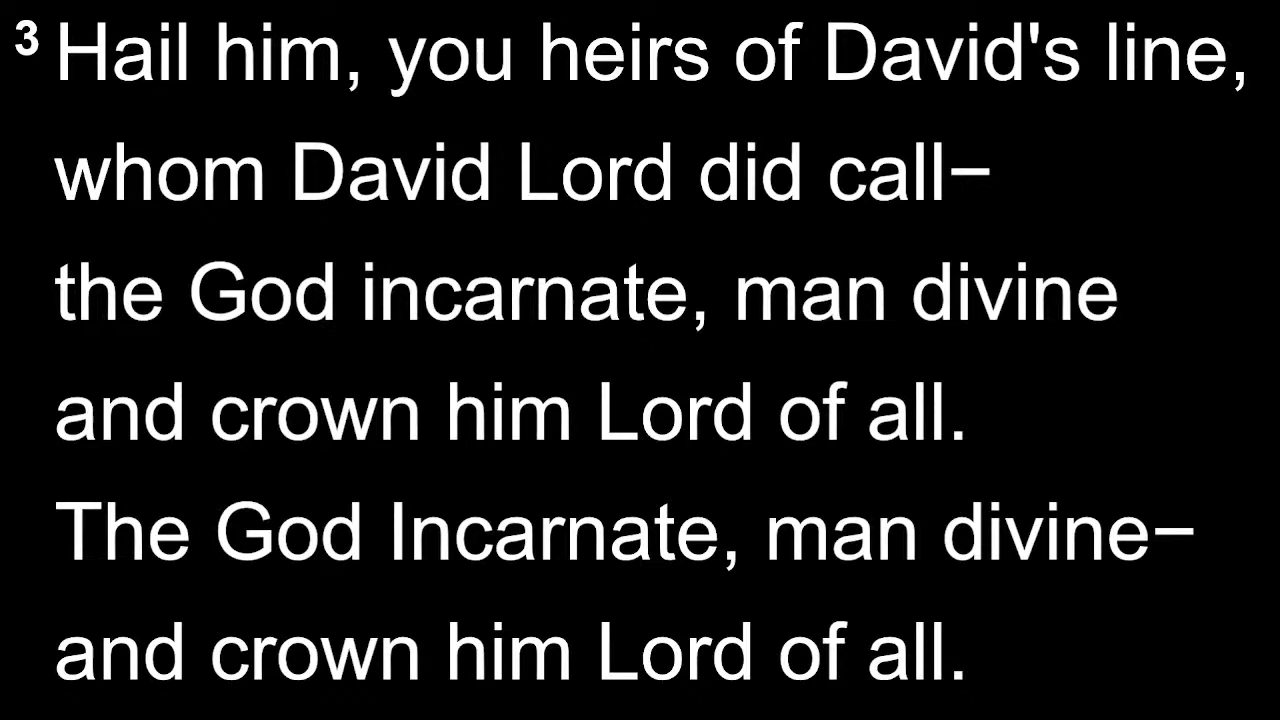 3 Hail him, you heirs of David's line,
whom David Lord did call–
the God incarnate, man divine
and crown him Lord of all.
The God Incarnate, man divine–
and crown him Lord of all.